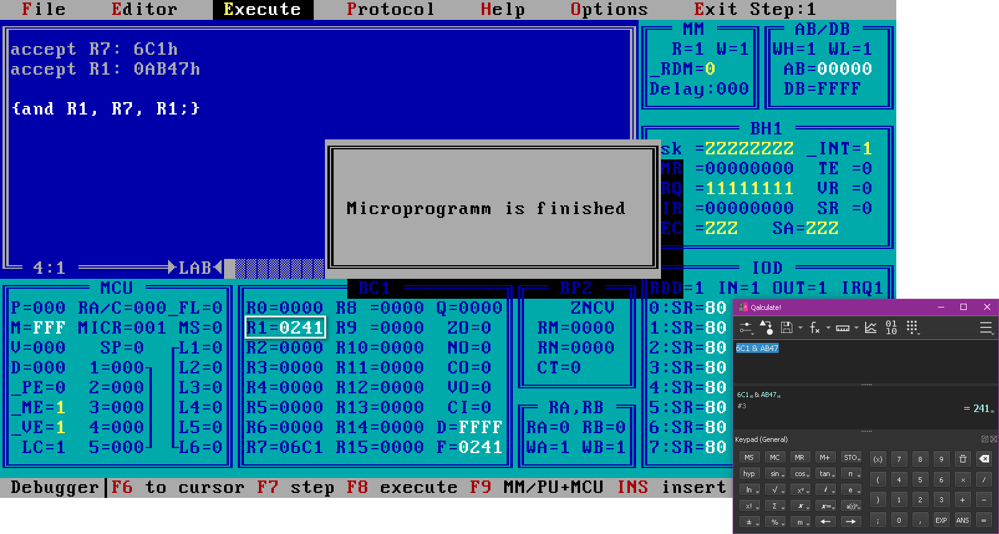 File Editor Execute Protocol Help Options Exit Step:1
accept R7: 6C1h
accept R1: 0AB47h
{and R1, R7, R1;}
4:1 LAB
Microprogramm is finished
MM
R=1 W=1
_RDM=0
Delay:000
AB/DB
WH=1 WL=1
AB=00000
DB=FFFF
BH1
sk =ZZZZZZZZ _INT=1
MR =00000000 TE =0
RQ =11111111 VR =0
IR =00000000 SR =0
EC =ZZZ SA=ZZZ
MCU
P=000 RA/C=000_FL=0
M=FFF MICR=001 MS=0
V=000 SP=0 L1=0
D=000 1=000 L2=0
_PE=0 2=000 L3=0
_ME=1 3=000 L4=0
_VE=1 4=000 L5=0
LC=1 5=000 L6=0
BC1
R0=0000 R8 =0000 Q=0000
R1=0241 R9 =0000 ZO=0
R2=0000 R10=0000 NO=0
R3=0000 R11=0000 CO=0
R4=0000 R12=0000 VO=0
R5=0000 R13=0000 CI=0
R6=0000 R14=0000 D=FFFF
R7=06C1 R15=0000 F=0241
BP2
ZNCV
RM=0000
RN=0000
CT=0
RA,RB
RA=0 RB=0
WA=1 WB=1
IOD
RDD=1 IN=1 OUT=1 IRQ1
0:SR=80
1:SR=80
2:SR=80
3:SR=80
4:SR=80
5:SR=80
6:SR=80
7:SR=80
Debugger F6 to cursor F7 step F8 execute F9 MM/PU+MCU INS insert
Qalculate!
fx 01 10
6C1 & AB47
6C1₁₆ & AB47₁₆
#3
= 241₁₆
Keypad (General)
MS MC MR M+ STO (x) 7 8 9
hyp sin cos tan π ( 4 5 6 × /
ln √ xʸ i e ) 1 2 3 + −
x! Σ x x= a(x)ᵇ ; 0 , EXP ANS =
± % m ← →